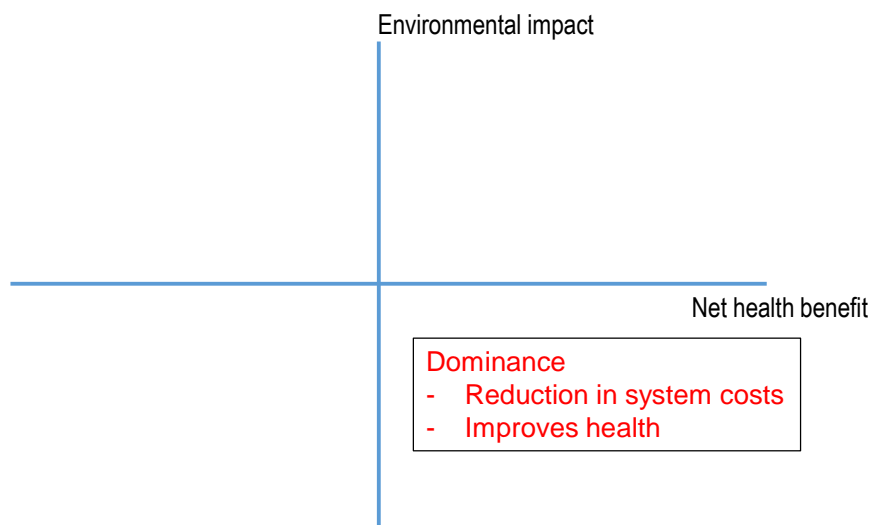 Environmental impact
Net health benefit
Dominance
- Reduction in system costs
- Improves health